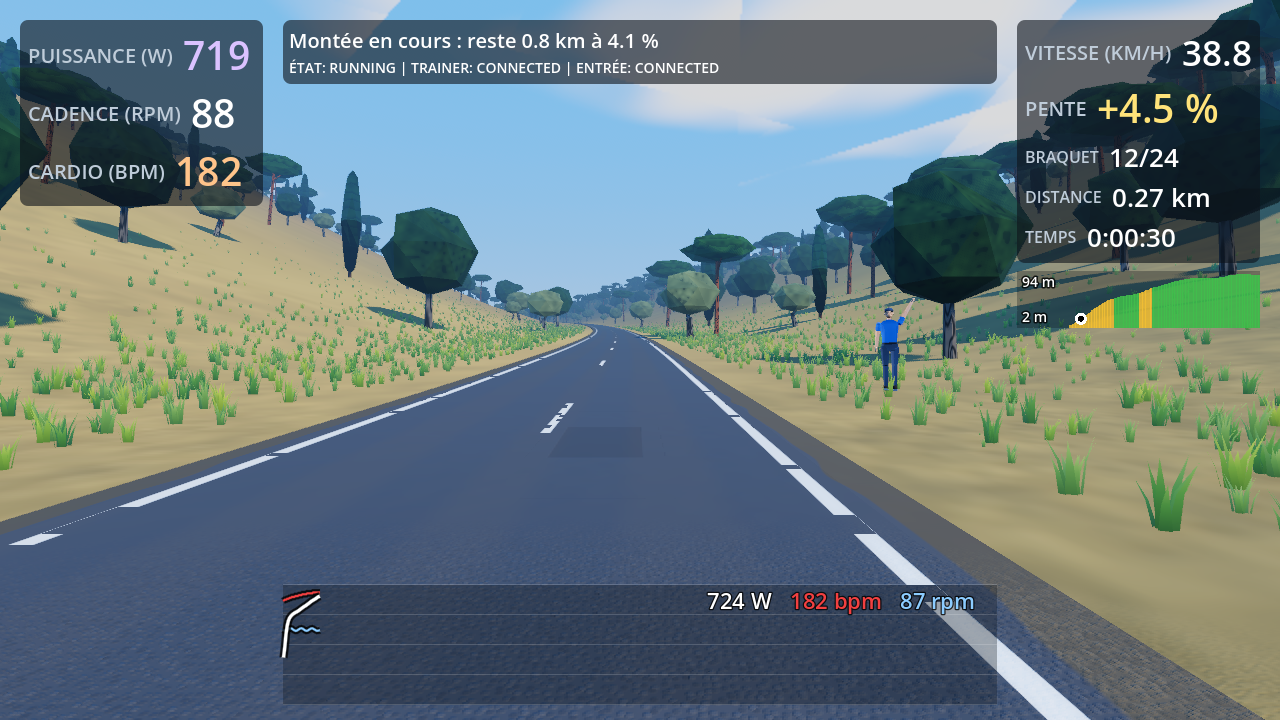 PUISSANCE (W) 719
CADENCE (RPM) 88
CARDIO (BPM) 182
Montée en cours : reste 0.8 km à 4.1 %
ÉTAT: RUNNING | TRAINER: CONNECTED | ENTRÉE: CONNECTED
VITESSE (KM/H) 38.8
PENTE +4.5 %
BRAQUET 12/24
DISTANCE 0.27 km
TEMPS 0:00:30
94 m
2 m
724 W 182 bpm 87 rpm